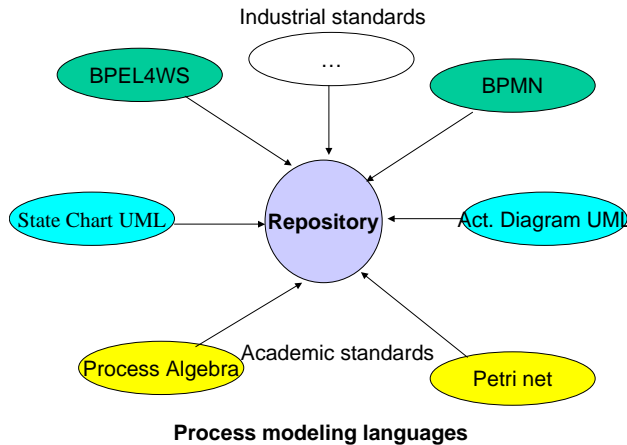 Industrial standards
...
BPEL4WS
BPMN
State Chart UML
Repository
Act. Diagram UML
Process Algebra
Academic standards
Petri net
Process modeling languages